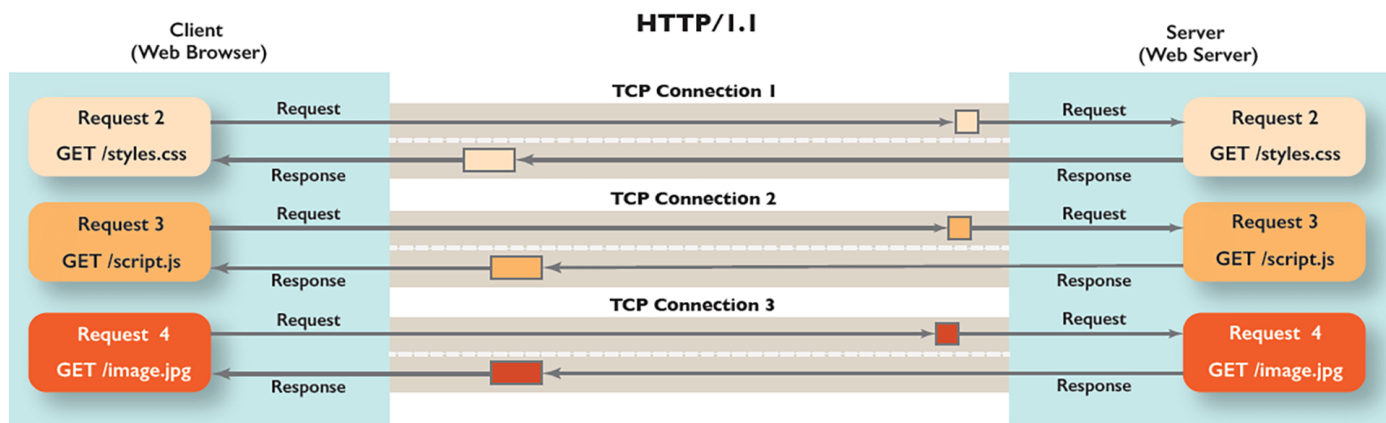 HTTP/1.1
Client
(Web Browser)
Server
(Web Server)
TCP Connection 1
Request 2
GET /styles.css
Request
Response
Request
Response
Request 2
GET /styles.css
TCP Connection 2
Request 3
GET /script.js
Request
Response
Request
Response
Request 3
GET /script.js
TCP Connection 3
Request 4
GET /image.jpg
Request
Response
Request
Response
Request 4
GET /image.jpg